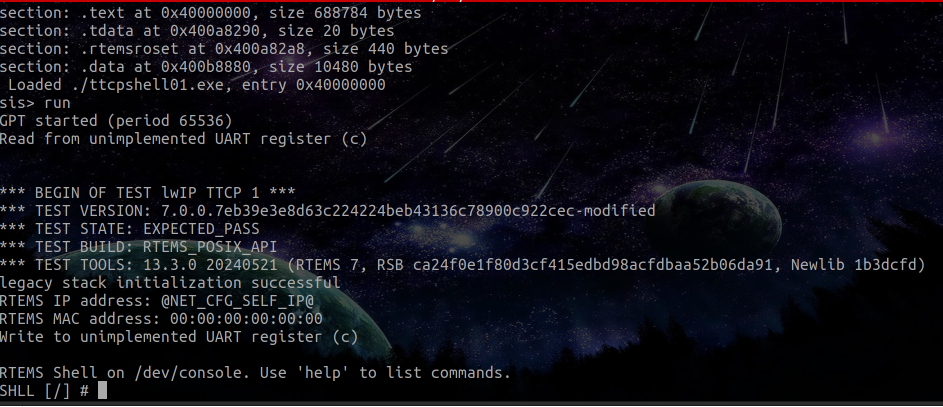 section: .text at 0x40000000, size 688784 bytes
section: .tdata at 0x400a8290, size 20 bytes
section: .rtemsroset at 0x400a82a8, size 440 bytes
section: .data at 0x400b8880, size 10480 bytes
 Loaded ./ttcpshell01.exe, entry 0x40000000
sis> run
GPT started (period 65536)
Read from unimplemented UART register (c)
*** BEGIN OF TEST lwIP TTCP 1 ***
*** TEST VERSION: 7.0.0.7eb39e3e8d63c224224beb43136c78900c922cec-modified
*** TEST STATE: EXPECTED_PASS
*** TEST BUILD: RTEMS_POSIX_API
*** TEST TOOLS: 13.3.0 20240521 (RTEMS 7, RSB ca24f0e1f80d3cf415edbd98acfdbaa52b06da91, Newlib 1b3dcfd)
legacy stack initialization successful
RTEMS IP address: @NET_CFG_SELF_IP@
RTEMS MAC address: 00:00:00:00:00:00
Write to unimplemented UART register (c)
RTEMS Shell on /dev/console. Use 'help' to list commands.
SHLL [/] #